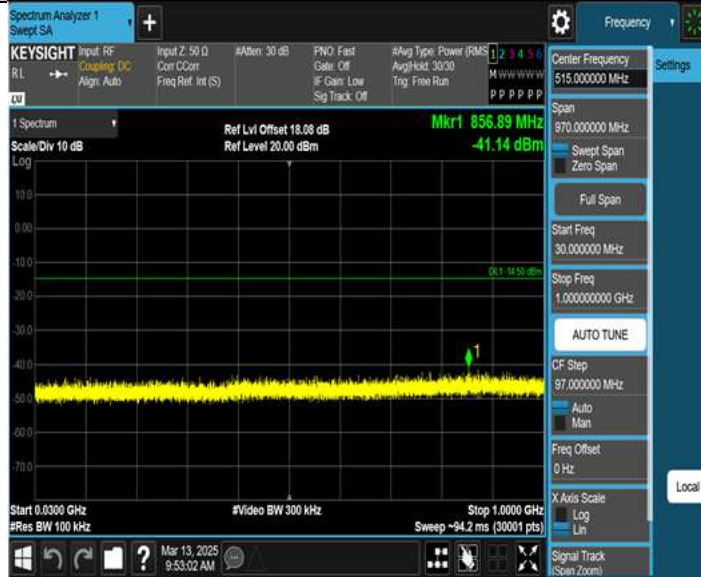 Spectrum Analyzer 1
Swept SA
Frequency
KEYSIGHT
Input: RF
Coupling: DC
Align: Auto
Input Z: 50 Ω
Corr CCorr
Freq Ref: Int (S)
#Atten: 30 dB
PNO: Fast
Gate: Off
IF Gain: Low
Sig Track: Off
#Avg Type: Power (RMS
Avg|Hold: 30/30
Trig: Free Run
1 2 3 4 5 6
M W W W W W
P P P P P P
R L
1 Spectrum
Scale/Div 10 dB
Log
Ref Lvl Offset 18.08 dB
Ref Level 20.00 dBm
Mkr1 856.89 MHz
-41.14 dBm
10.0
0.00
-10.0
-20.0
-30.0
-40.0
-50.0
-60.0
-70.0
DL1 -14.50 dBm
1
Start 0.0300 GHz
#Res BW 100 kHz
#Video BW 300 kHz
Stop 1.0000 GHz
Sweep ~94.2 ms (30001 pts)
Center Frequency
515.000000 MHz
Settings
Span
970.000000 MHz
Swept Span
Zero Span
Full Span
Start Freq
30.000000 MHz
Stop Freq
1.000000000 GHz
AUTO TUNE
CF Step
97.000000 MHz
Auto
Man
Freq Offset
0 Hz
X Axis Scale
Log
Lin
Local
Signal Track
(Span Zoom)
?
Mar 13, 2025
9:53:02 AM